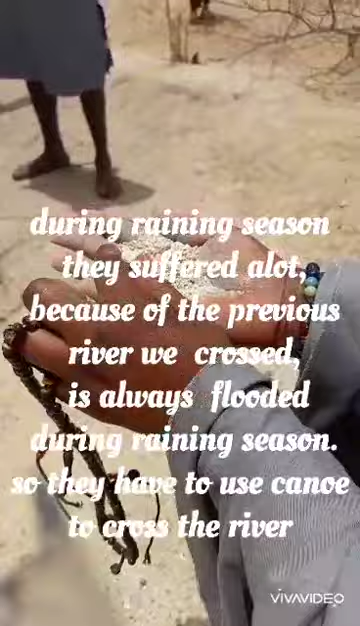 during raining season
they suffered alot,
because of the previous
river we crossed,
is always flooded
during raining season.
so they have to use canoe
to cross the river
VIVAVIDEO